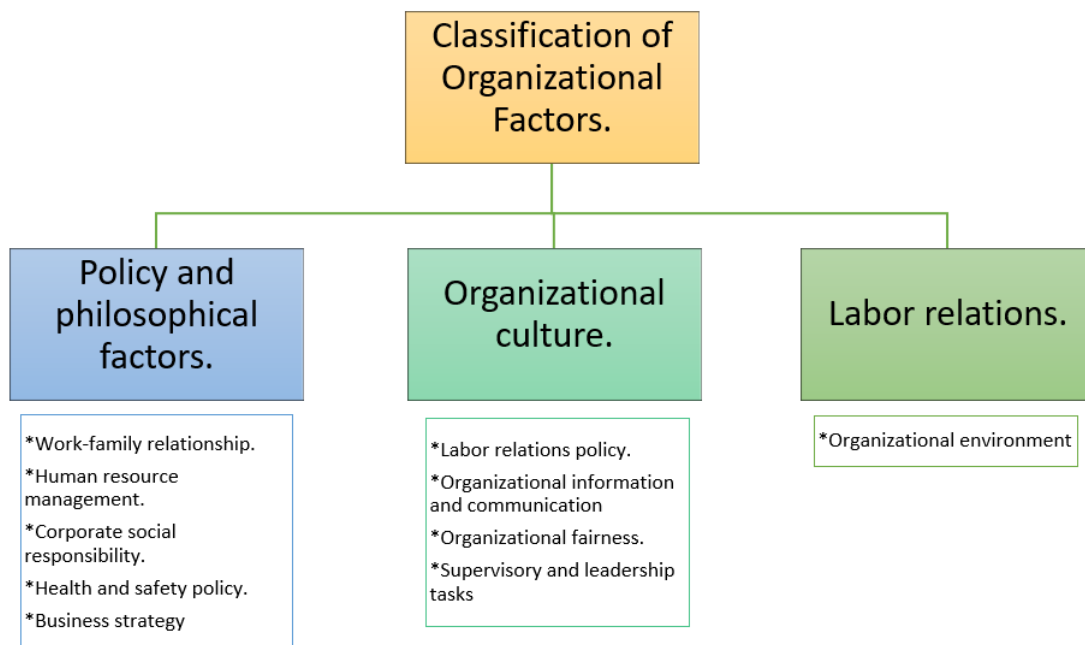 Classification of
Organizational
Factors.
Policy and
philosophical
factors.
*Work-family relationship.
*Human resource
management.
*Corporate social
responsibility.
*Health and safety policy.
*Business strategy
Organizational
culture.
*Labor relations policy.
*Organizational information
and communication
*Organizational fairness.
*Supervisory and leadership
tasks
Labor relations.
*Organizational environment